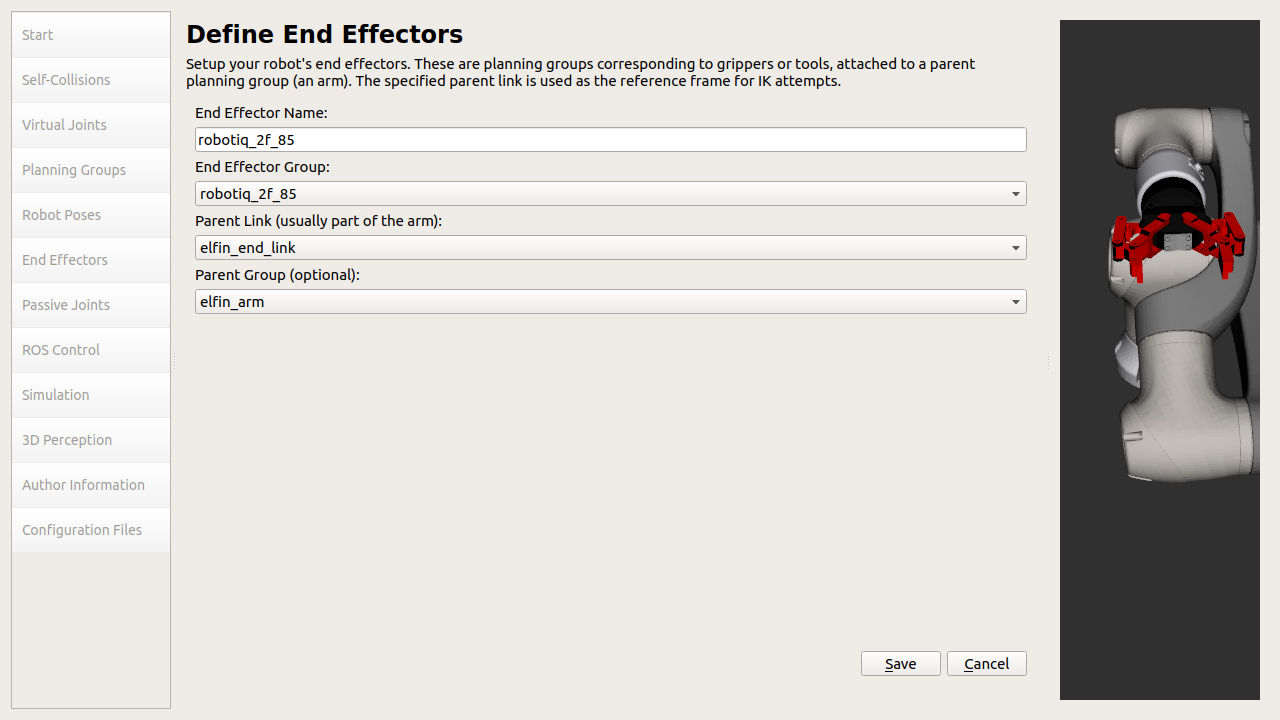 Start
Self-Collisions
Virtual Joints
Planning Groups
Robot Poses
End Effectors
Passive Joints
ROS Control
Simulation
3D Perception
Author Information
Configuration Files
Define End Effectors
Setup your robot's end effectors. These are planning groups corresponding to grippers or tools, attached to a parent
planning group (an arm). The specified parent link is used as the reference frame for IK attempts.
End Effector Name:
robotiq_2f_85
End Effector Group:
robotiq_2f_85
Parent Link (usually part of the arm):
elfin_end_link
Parent Group (optional):
elfin_arm
Save
Cancel